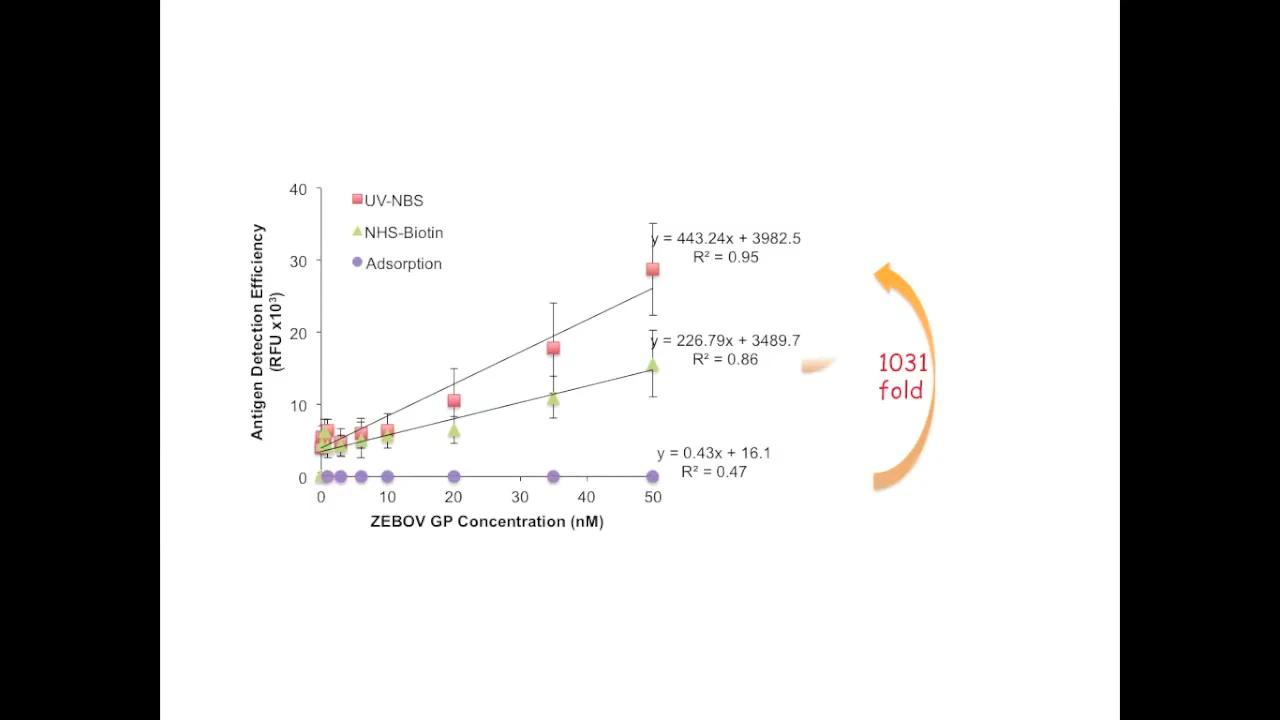 40
30
20
10
0
Antigen Detection Efficiency
(RFU x10³)
UV-NBS
NHS-Biotin
Adsorption
y = 443.24x + 3982.5
R² = 0.95
y = 226.79x + 3489.7
R² = 0.86
y = 0.43x + 16.1
R² = 0.47
1031
fold
0 10 20 30 40 50
ZEBOV GP Concentration (nM)